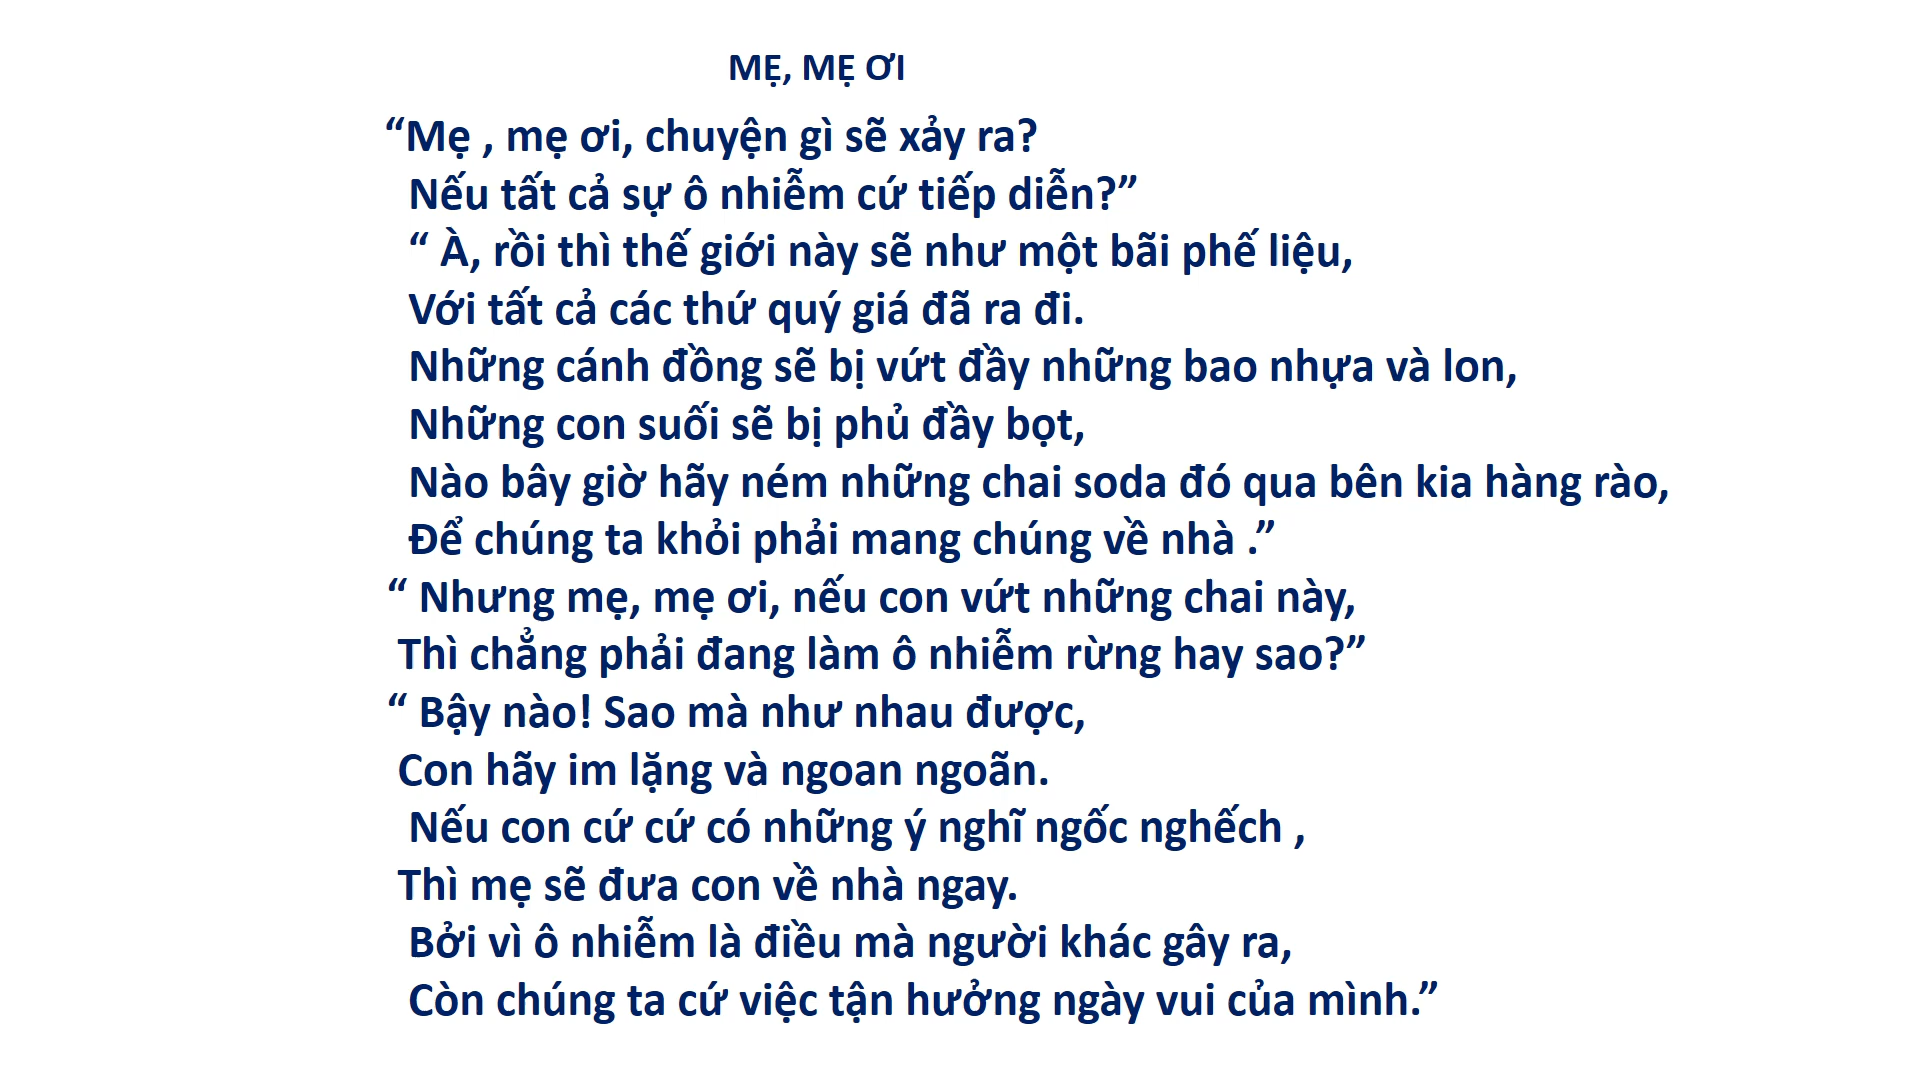 MẸ, MẸ ƠI
“Mẹ , mẹ ơi, chuyện gì sẽ xảy ra?
Nếu tất cả sự ô nhiễm cứ tiếp diễn?”
“ À, rồi thì thế giới này sẽ như một bãi phế liệu,
Với tất cả các thứ quý giá đã ra đi.
Những cánh đồng sẽ bị vứt đầy những bao nhựa và lon,
Những con suối sẽ bị phủ đầy bọt,
Nào bây giờ hãy ném những chai soda đó qua bên kia hàng rào,
Để chúng ta khỏi phải mang chúng về nhà .”
“ Nhưng mẹ, mẹ ơi, nếu con vứt những chai này,
Thì chẳng phải đang làm ô nhiễm rừng hay sao?”
“ Bậy nào! Sao mà như nhau được,
Con hãy im lặng và ngoan ngoãn.
Nếu con cứ cứ có những ý nghĩ ngốc nghếch ,
Thì mẹ sẽ đưa con về nhà ngay.
Bởi vì ô nhiễm là điều mà người khác gây ra,
Còn chúng ta cứ việc tận hưởng ngày vui của mình.”